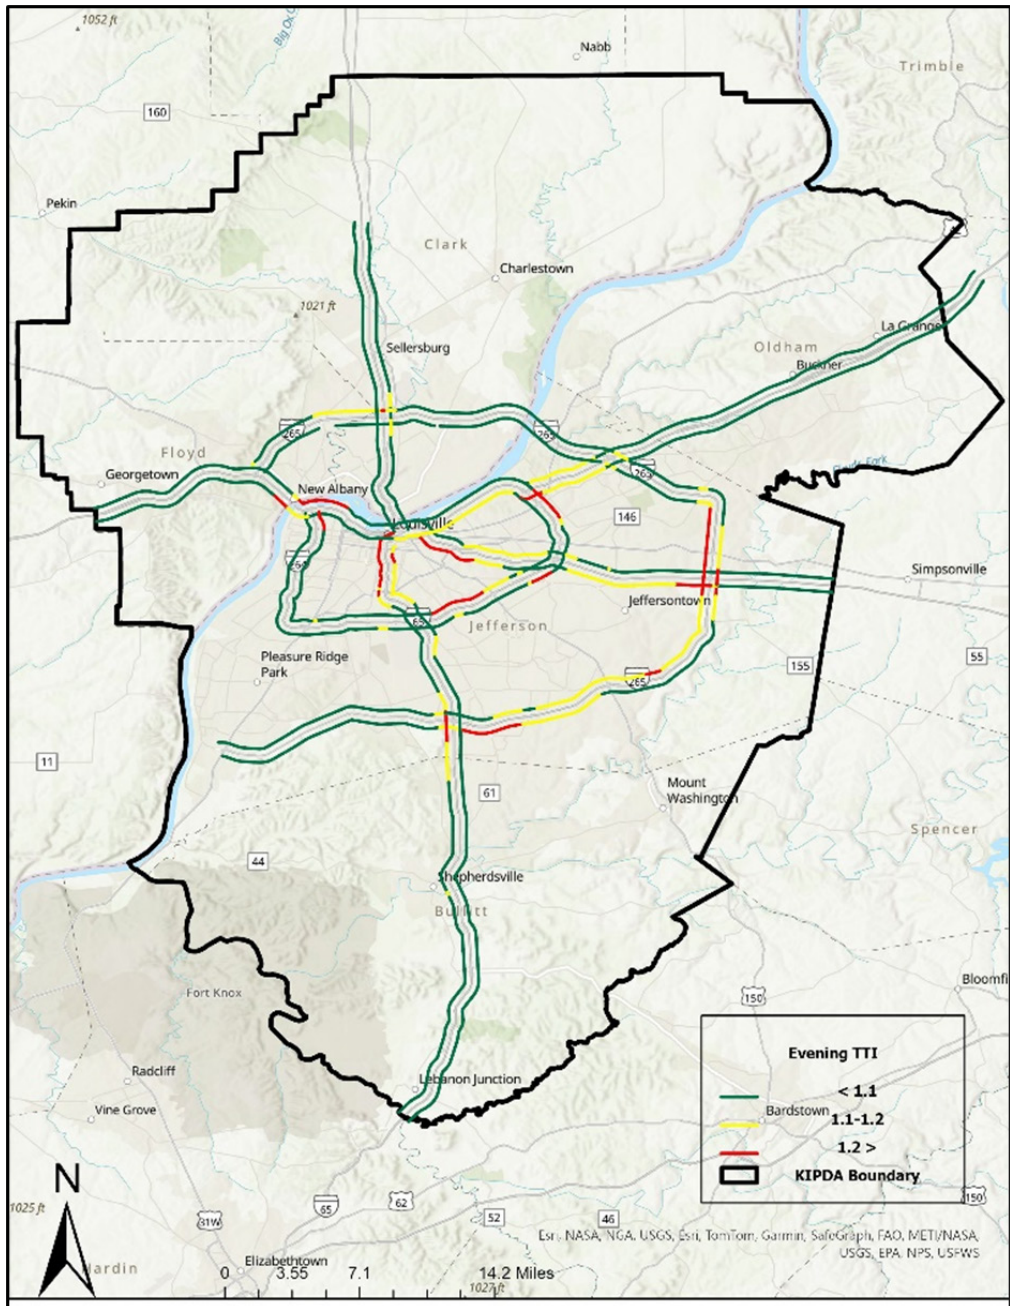 1052 ft
Big Ox C
Nabb
Trimble
160
Pekin
Clark
Charlestown
1021 ft
La Grange
Sellersburg
Oldham
Buckner
265
265
Floyd
265
Georgetown
New Albany
Louisville
146
264
Simpsonville
Jeffersontown
65
Jefferson
155
55
Pleasure Ridge
Park
265
11
61
Mount
Washington
Spencer
44
Shepherdsville
Bullitt
Fort Knox
150
Bloomfi
Evening TTI
< 1.1
1.1-1.2
1.2 >
KIPDA Boundary
Radcliff
Lebanon Junction
Vine Grove
Bardstown
N
1025 ft
65
62
150
31W
52
46
Esri, NASA, NGA, USGS, Esri, TomTom, Garmin, SafeGraph, FAO, METI/NASA,
USGS, EPA, NPS, USFWS
Elizabethtown
Hardin
0 3.55 7.1 14.2 Miles
1027 ft